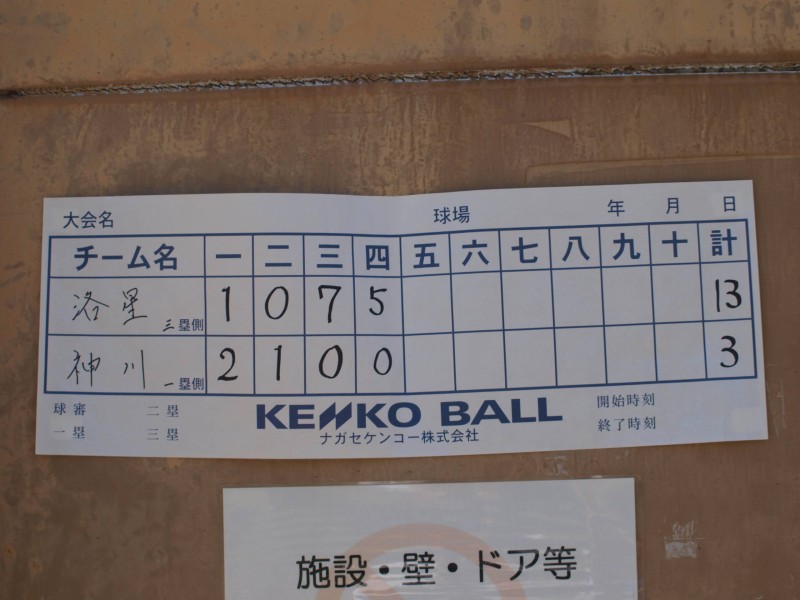 大会名 球場 年 月 日
チーム名 一 二 三 四 五 六 七 八 九 十 計
洛星 三塁側 1 0 7 5 13
神川 一塁側 2 1 0 0 3
球審 二塁 KENKO BALL 開始時刻
一塁 三塁 ナガセケンコー株式会社 終了時刻
施設・壁・ドア等